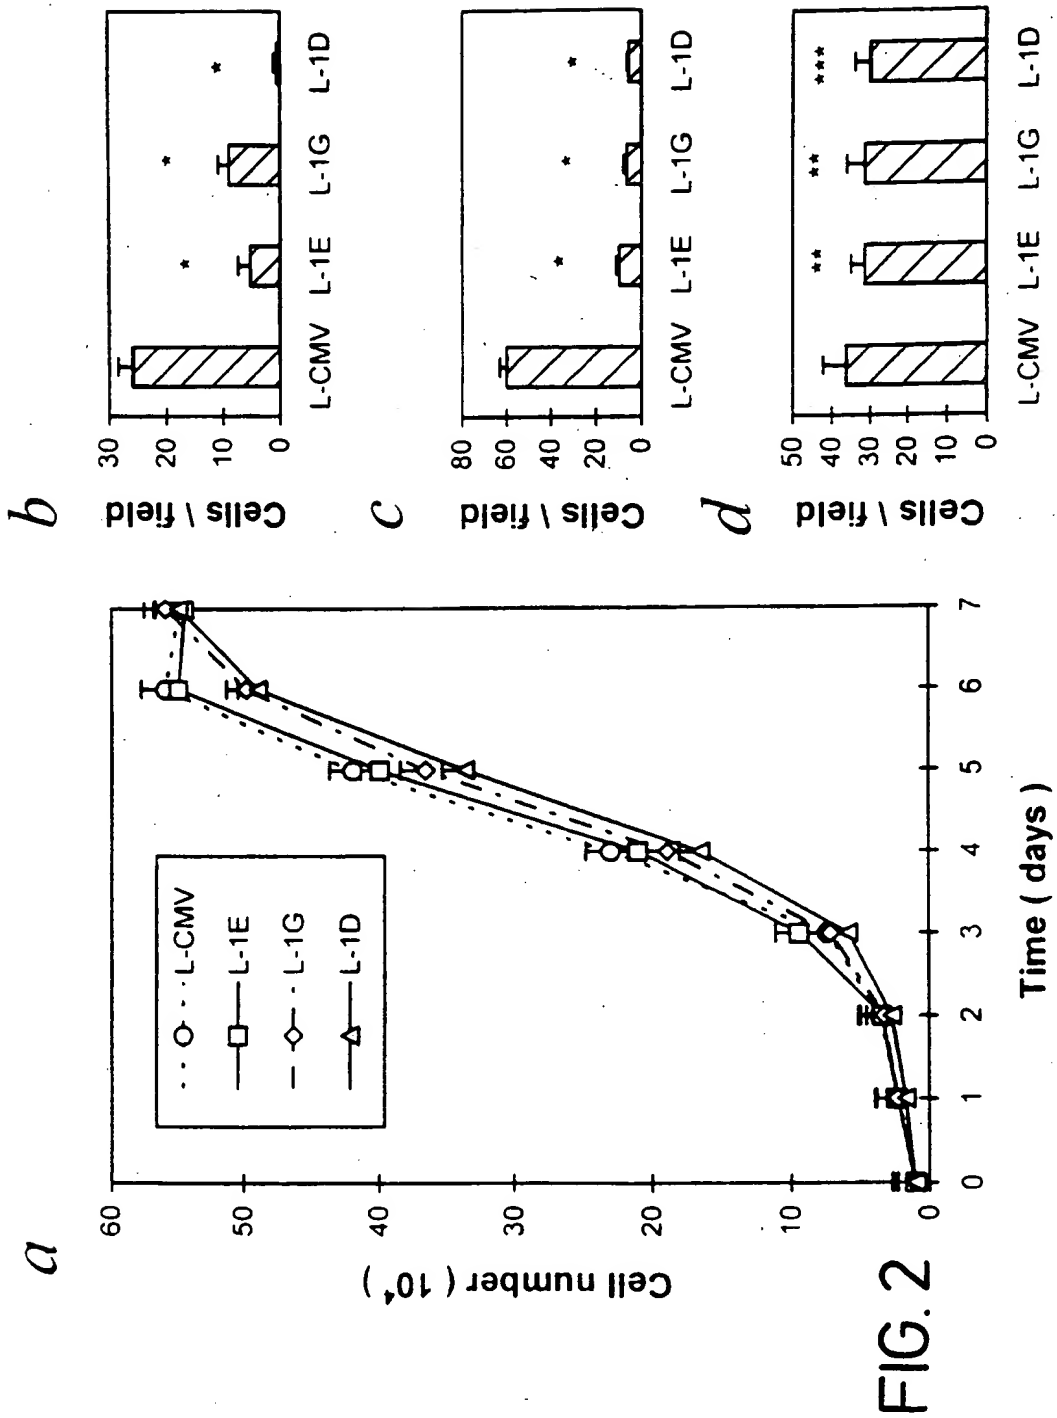 a
Cell number ( 10⁴ )
60
50
40
30
20
10
0
L-CMV
L-1E
L-1G
L-1D
0 1 2 3 4 5 6 7
Time ( days )
b
Cells \ field
30
20
10
0
* * *
L-CMV L-1E L-1G L-1D
c
Cells \ field
80
60
40
20
0
* * *
L-CMV L-1E L-1G L-1D
d
Cells \ field
50
40
30
20
10
0
** ** ***
L-CMV L-1E L-1G L-1D
FIG. 2